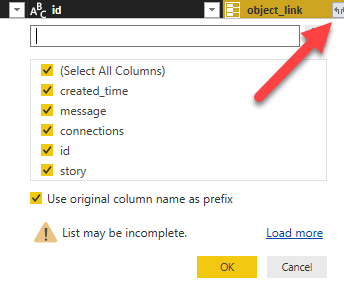 ABC id object_link
(Select All Columns)
created_time
message
connections
id
story
Use original column name as prefix
List may be incomplete. Load more
OK Cancel